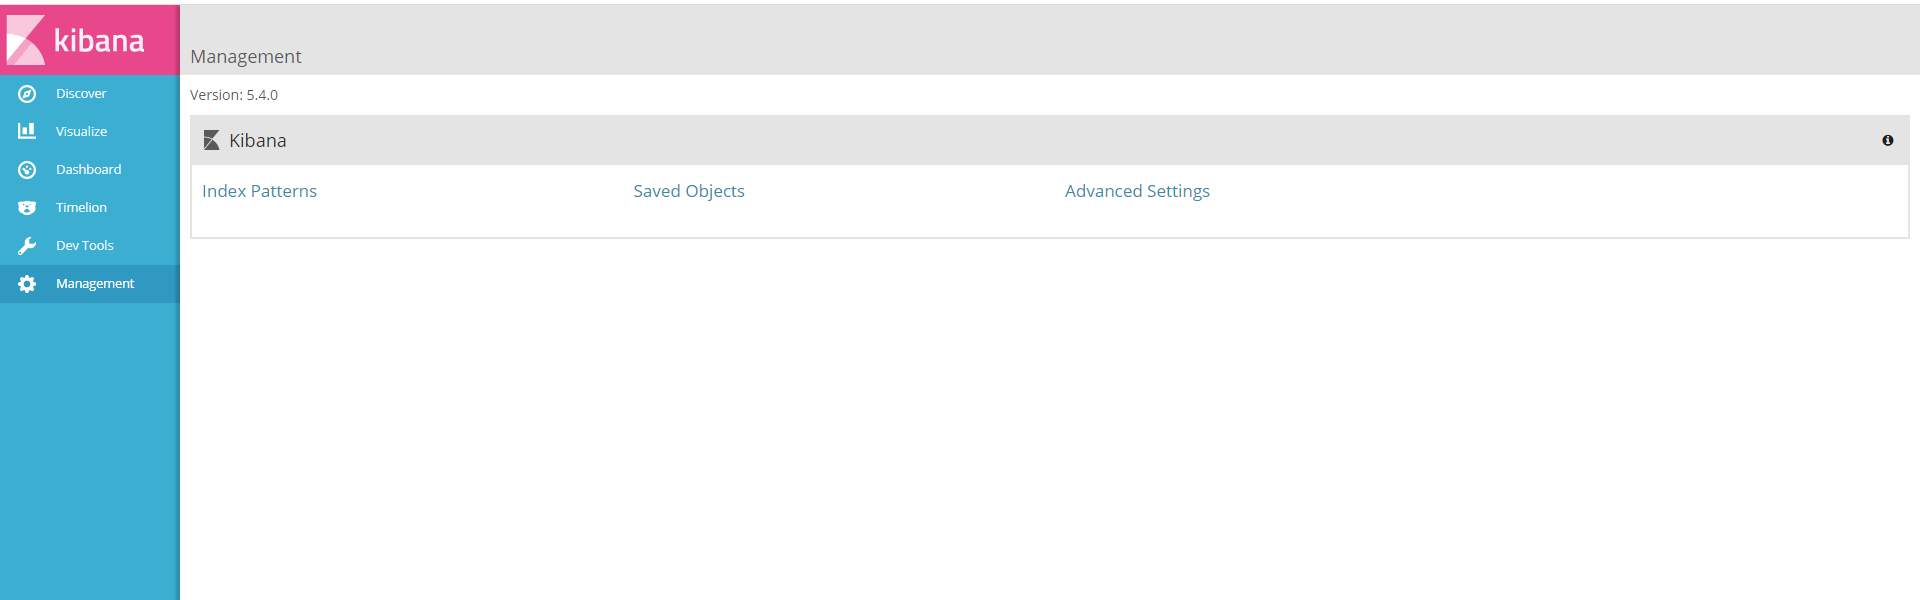 kibana
Discover
Visualize
Dashboard
Timelion
Dev Tools
Management
Management
Version: 5.4.0
Kibana
Index Patterns
Saved Objects
Advanced Settings